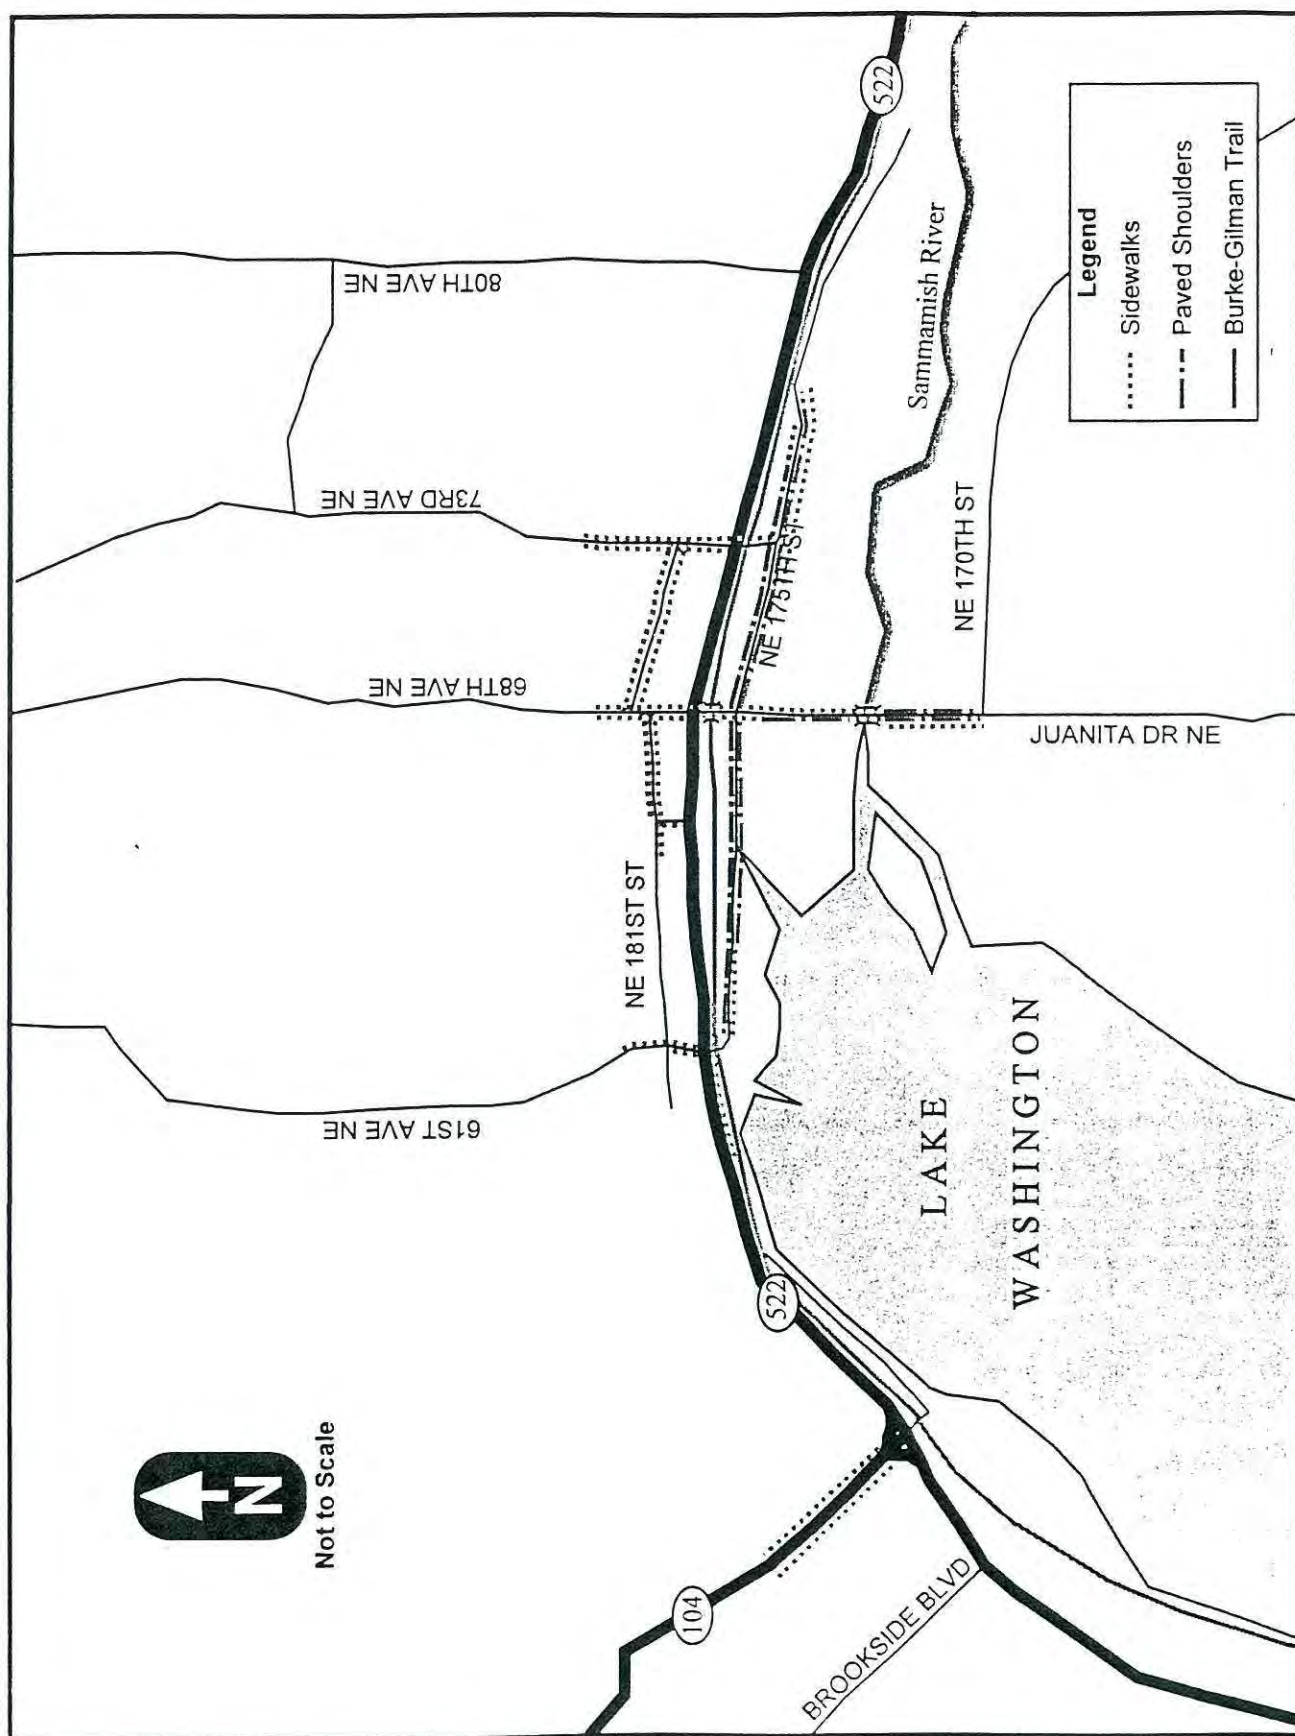 N
Not to Scale
104
BROOKSIDE BLVD
522
61ST AVE NE
NE 181ST ST
LAKE
WASHINGTON
68TH AVE NE
JUANITA DR NE
73RD AVE NE
NE 175TH ST
NE 170TH ST
80TH AVE NE
Sammamish River
522
Legend
Sidewalks
Paved Shoulders
Burke-Gilman Trail